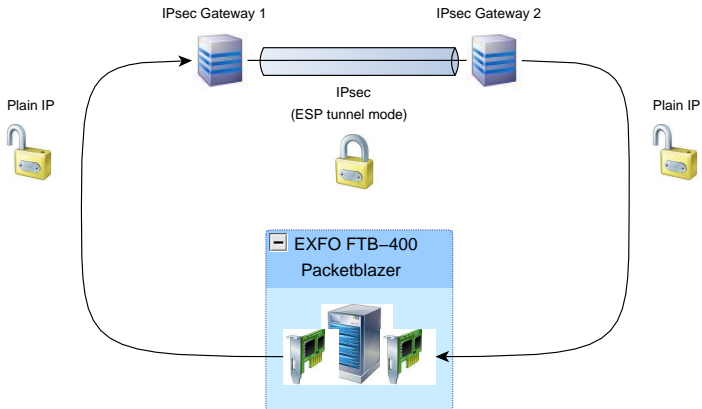 IPsec Gateway 1
IPsec Gateway 2
Plain IP
IPsec
(ESP tunnel mode)
Plain IP
EXFO FTB−400
Packetblazer